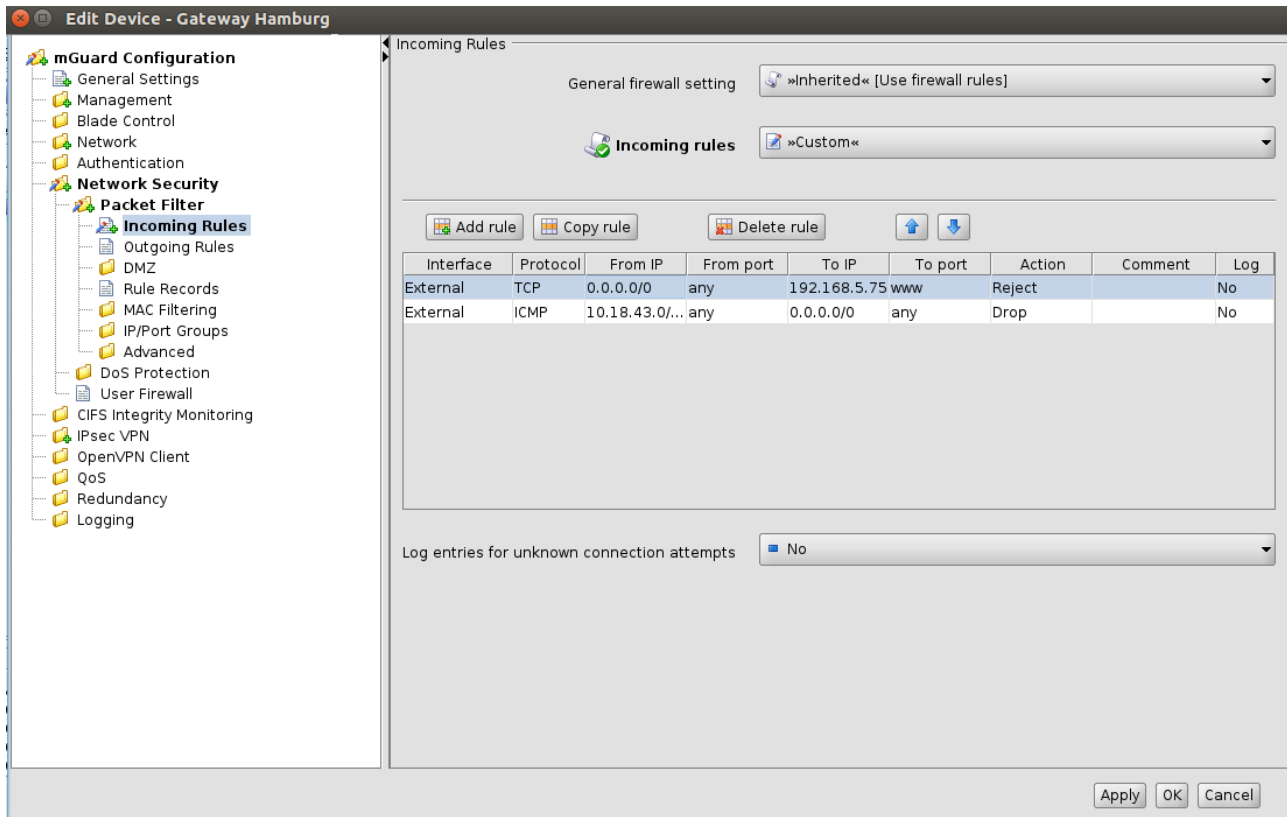 Edit Device - Gateway Hamburg
mGuard Configuration
General Settings
Management
Blade Control
Network
Authentication
Network Security
Packet Filter
Incoming Rules
Outgoing Rules
DMZ
Rule Records
MAC Filtering
IP/Port Groups
Advanced
DoS Protection
User Firewall
CIFS Integrity Monitoring
IPsec VPN
OpenVPN Client
QoS
Redundancy
Logging
Incoming Rules
General firewall setting »Inherited« [Use firewall rules]
Incoming rules »Custom«
Add rule Copy rule Delete rule
Interface Protocol From IP From port To IP To port Action Comment Log
External TCP 0.0.0.0/0 any 192.168.5.75 www Reject No
External ICMP 10.18.43.0/... any 0.0.0.0/0 any Drop No
Log entries for unknown connection attempts No
Apply OK Cancel